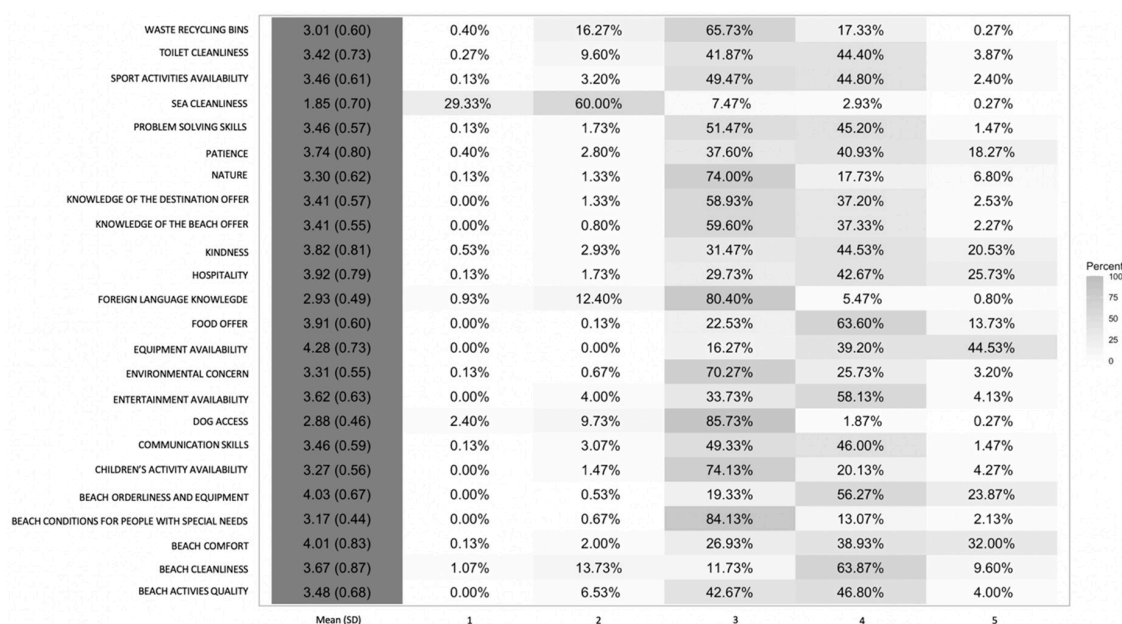 WASTE RECYCLING BINS 3.01 (0.60) 0.40% 16.27% 65.73% 17.33% 0.27%
TOILET CLEANLINESS 3.42 (0.73) 0.27% 9.60% 41.87% 44.40% 3.87%
SPORT ACTIVITIES AVAILABILITY 3.46 (0.61) 0.13% 3.20% 49.47% 44.80% 2.40%
SEA CLEANLINESS 1.85 (0.70) 29.33% 60.00% 7.47% 2.93% 0.27%
PROBLEM SOLVING SKILLS 3.46 (0.57) 0.13% 1.73% 51.47% 45.20% 1.47%
PATIENCE 3.74 (0.80) 0.40% 2.80% 37.60% 40.93% 18.27%
NATURE 3.30 (0.62) 0.13% 1.33% 74.00% 17.73% 6.80%
KNOWLEDGE OF THE DESTINATION OFFER 3.41 (0.57) 0.00% 1.33% 58.93% 37.20% 2.53%
KNOWLEDGE OF THE BEACH OFFER 3.41 (0.55) 0.00% 0.80% 59.60% 37.33% 2.27%
KINDNESS 3.82 (0.81) 0.53% 2.93% 31.47% 44.53% 20.53%
HOSPITALITY 3.92 (0.79) 0.13% 1.73% 29.73% 42.67% 25.73%
FOREIGN LANGUAGE KNOWLEGDE 2.93 (0.49) 0.93% 12.40% 80.40% 5.47% 0.80%
FOOD OFFER 3.91 (0.60) 0.00% 0.13% 22.53% 63.60% 13.73%
EQUIPMENT AVAILABILITY 4.28 (0.73) 0.00% 0.00% 16.27% 39.20% 44.53%
ENVIRONMENTAL CONCERN 3.31 (0.55) 0.13% 0.67% 70.27% 25.73% 3.20%
ENTERTAINMENT AVAILABILITY 3.62 (0.63) 0.00% 4.00% 33.73% 58.13% 4.13%
DOG ACCESS 2.88 (0.46) 2.40% 9.73% 85.73% 1.87% 0.27%
COMMUNICATION SKILLS 3.46 (0.59) 0.13% 3.07% 49.33% 46.00% 1.47%
CHILDREN'S ACTIVITY AVAILABILITY 3.27 (0.56) 0.00% 1.47% 74.13% 20.13% 4.27%
BEACH ORDERLINESS AND EQUIPMENT 4.03 (0.67) 0.00% 0.53% 19.33% 56.27% 23.87%
BEACH CONDITIONS FOR PEOPLE WITH SPECIAL NEEDS 3.17 (0.44) 0.00% 0.67% 84.13% 13.07% 2.13%
BEACH COMFORT 4.01 (0.83) 0.13% 2.00% 26.93% 38.93% 32.00%
BEACH CLEANLINESS 3.67 (0.87) 1.07% 13.73% 11.73% 63.87% 9.60%
BEACH ACTIVIES QUALITY 3.48 (0.68) 0.00% 6.53% 42.67% 46.80% 4.00%
Mean (SD) 1 2 3 4 5
Percent
100
75
50
25
0